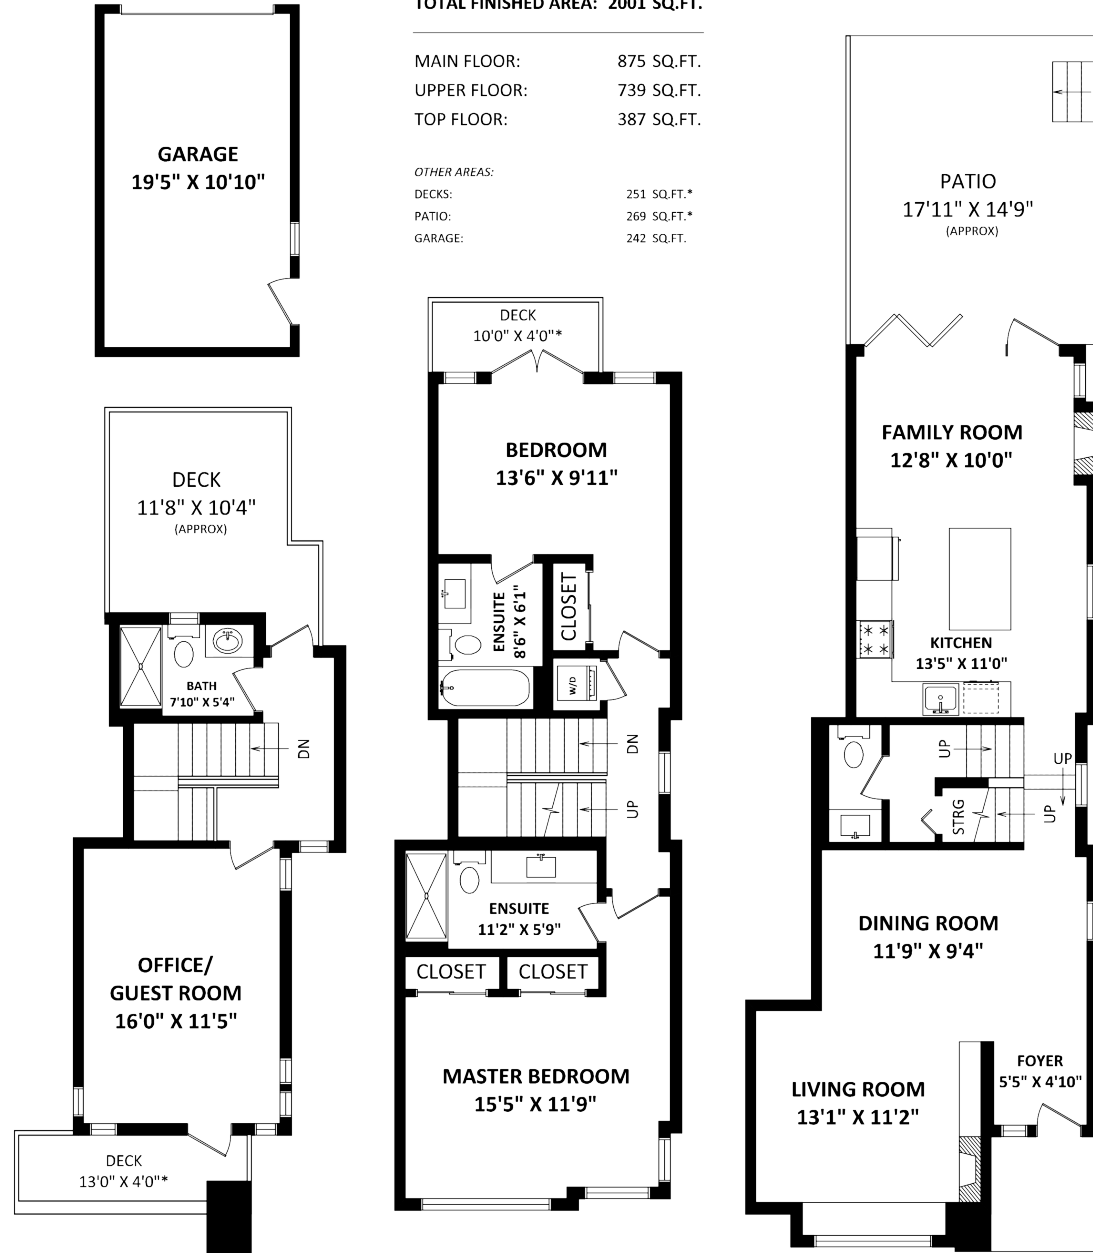 TOTAL FINISHED AREA: 2001 SQ.FT.
MAIN FLOOR: 875 SQ.FT.
UPPER FLOOR: 739 SQ.FT.
TOP FLOOR: 387 SQ.FT.
OTHER AREAS:
DECKS: 251 SQ.FT.*
PATIO: 269 SQ.FT.*
GARAGE: 242 SQ.FT.
GARAGE
19'5" X 10'10"
DECK
11'8" X 10'4"
(APPROX)
BATH
7'10" X 5'4"
DN
OFFICE/
GUEST ROOM
16'0" X 11'5"
DECK
13'0" X 4'0"*
DECK
10'0" X 4'0"*
BEDROOM
13'6" X 9'11"
ENSUITE
8'6" X 6'1"
CLOSET
W/D
DN
UP
ENSUITE
11'2" X 5'9"
CLOSET
CLOSET
MASTER BEDROOM
15'5" X 11'9"
PATIO
17'11" X 14'9"
(APPROX)
FAMILY ROOM
12'8" X 10'0"
KITCHEN
13'5" X 11'0"
UP
UP
STRG
UP
DINING ROOM
11'9" X 9'4"
FOYER
5'5" X 4'10"
LIVING ROOM
13'1" X 11'2"